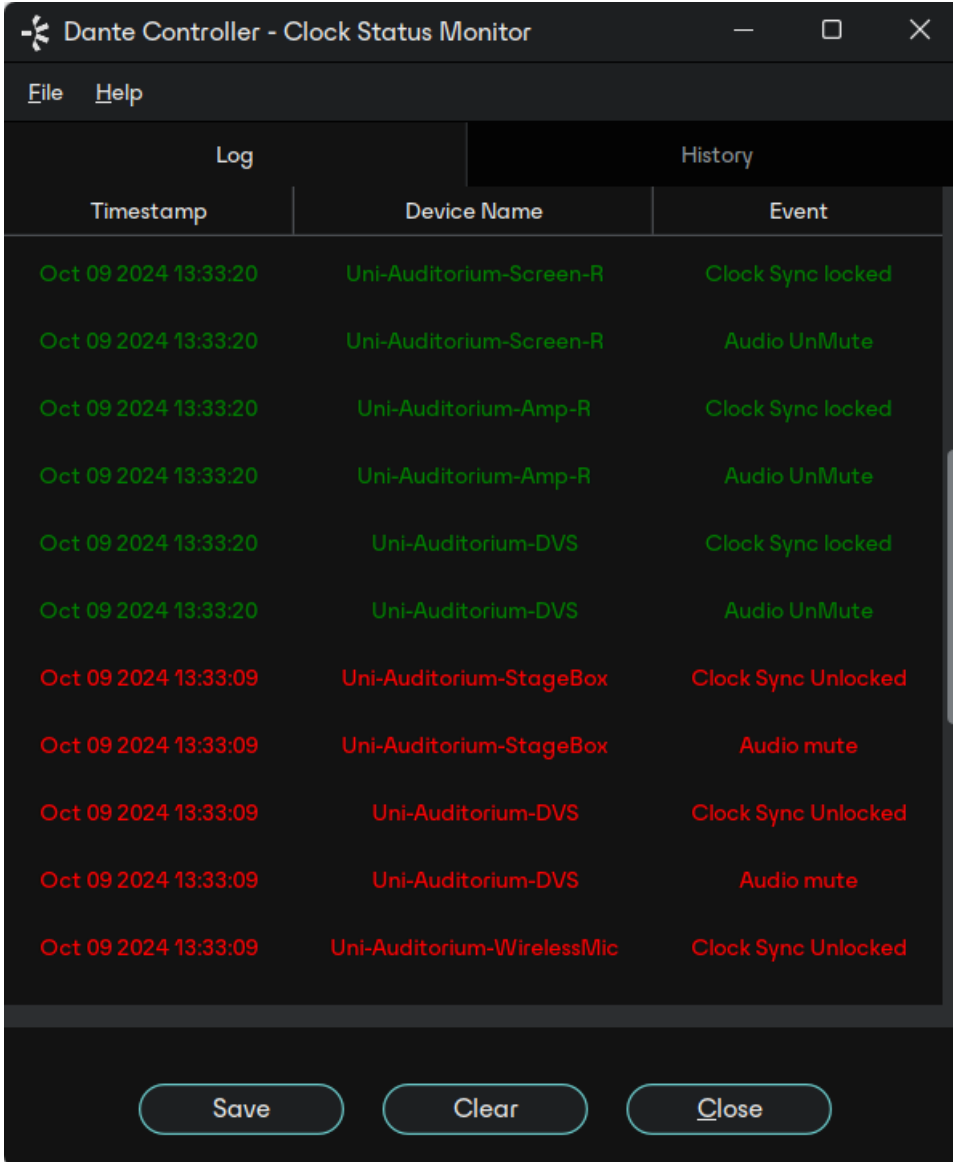 Dante Controller - Clock Status Monitor
File Help
Log History
Timestamp Device Name Event
Oct 09 2024 13:33:20 Uni-Auditorium-Screen-R Clock Sync locked
Oct 09 2024 13:33:20 Uni-Auditorium-Screen-R Audio UnMute
Oct 09 2024 13:33:20 Uni-Auditorium-Amp-R Clock Sync locked
Oct 09 2024 13:33:20 Uni-Auditorium-Amp-R Audio UnMute
Oct 09 2024 13:33:20 Uni-Auditorium-DVS Clock Sync locked
Oct 09 2024 13:33:20 Uni-Auditorium-DVS Audio UnMute
Oct 09 2024 13:33:09 Uni-Auditorium-StageBox Clock Sync Unlocked
Oct 09 2024 13:33:09 Uni-Auditorium-StageBox Audio mute
Oct 09 2024 13:33:09 Uni-Auditorium-DVS Clock Sync Unlocked
Oct 09 2024 13:33:09 Uni-Auditorium-DVS Audio mute
Oct 09 2024 13:33:09 Uni-Auditorium-WirelessMic Clock Sync Unlocked
Save Clear Close